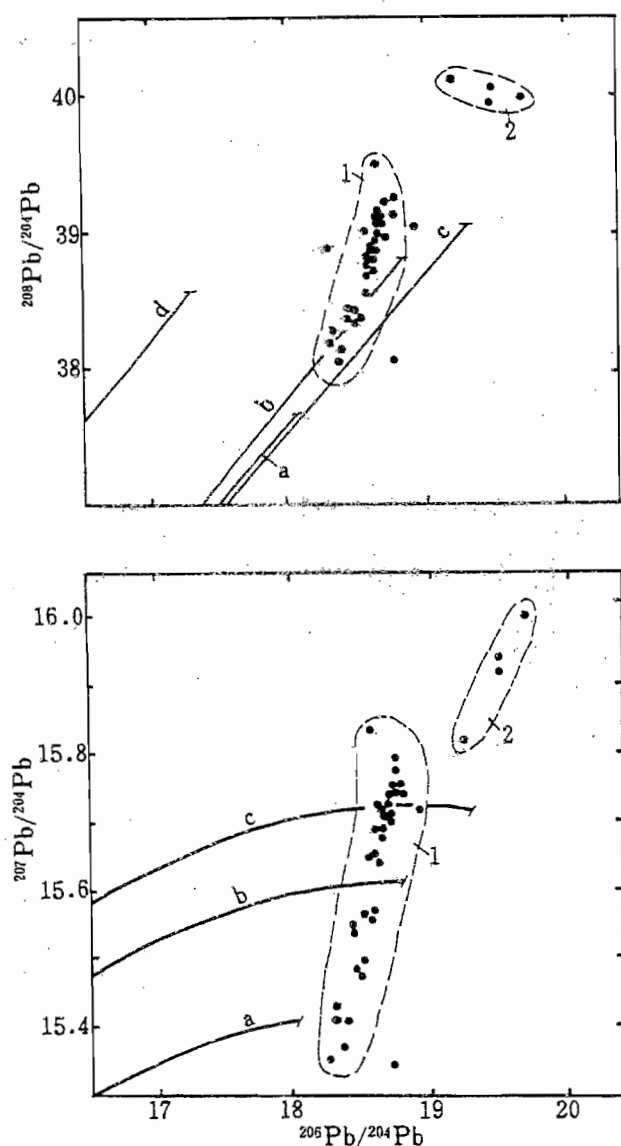 40
2
1
39
²⁰⁸Pb/²⁰⁴Pb
c
d
38
b
a
16.0
2
15.8
c
²⁰⁷Pb/²⁰⁴Pb
1
15.6
b
a
15.4
17 18 19 20
²⁰⁶Pb/²⁰⁴Pb